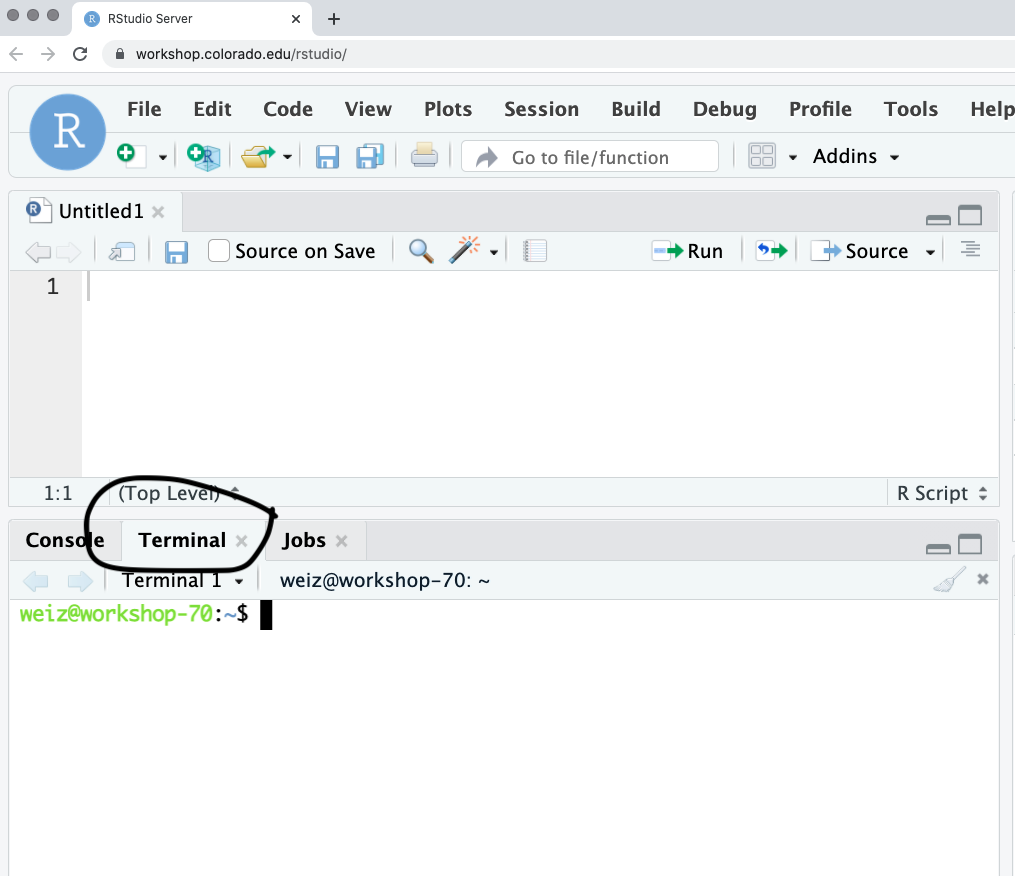 R RStudio Server × +
workshop.colorado.edu/rstudio/
R File Edit Code View Plots Session Build Debug Profile Tools Help
R Go to file/function Addins
R Untitled1 ×
Source on Save Run Source
1
1:1 (Top Level) R Script
Console Terminal × Jobs ×
Terminal 1 weiz@workshop-70: ~ ×
weiz@workshop-70:~$